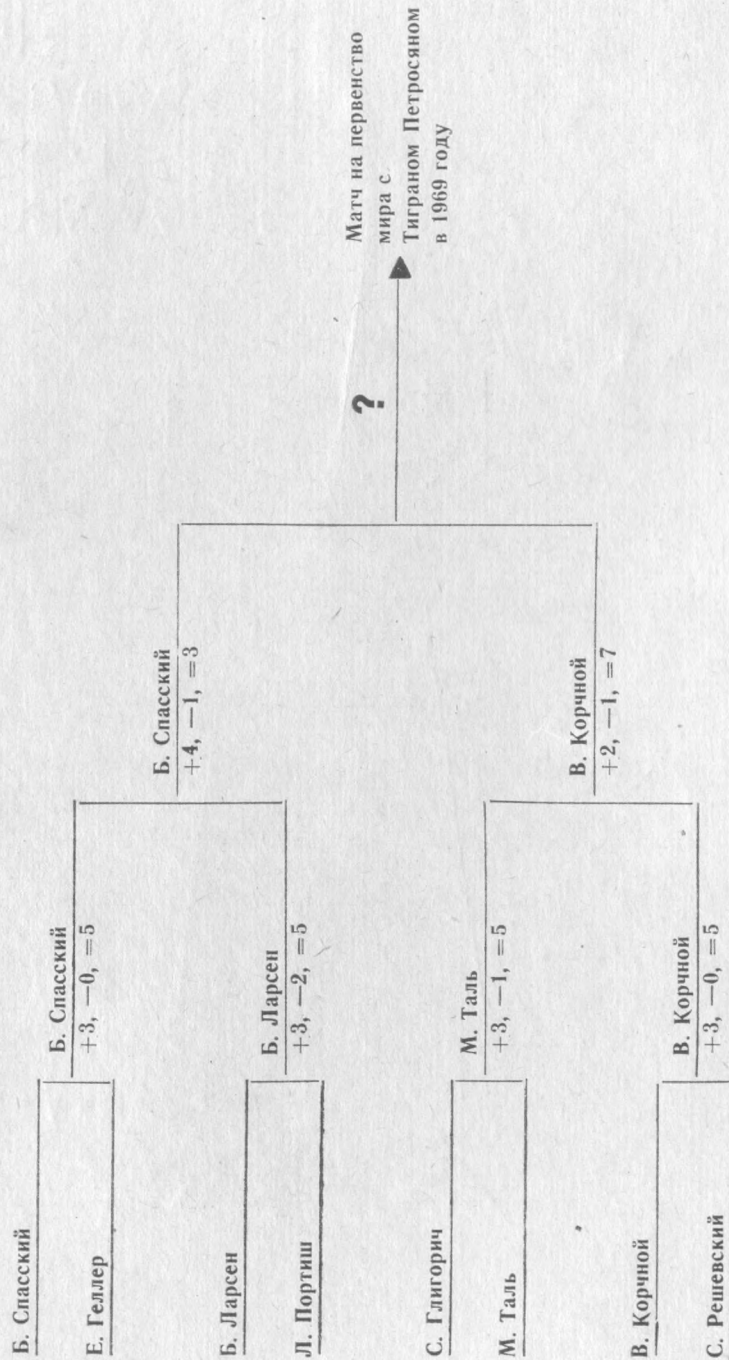 Б. Спасский
Е. Геллер
Б. Ларсен
Л. Портиш
С. Глигорич
М. Таль
В. Корчной
С. Решевский
Б. Спасский
+3, —0, =5
Б. Ларсен
+3, —2, =5
М. Таль
+3, —1, =5
В. Корчной
+3, —0, =5
Б. Спасский
+4, —1, =3
В. Корчной
+2, —1, =7
?
Матч на первенство
мира с
Тиграном Петросяном
в 1969 году